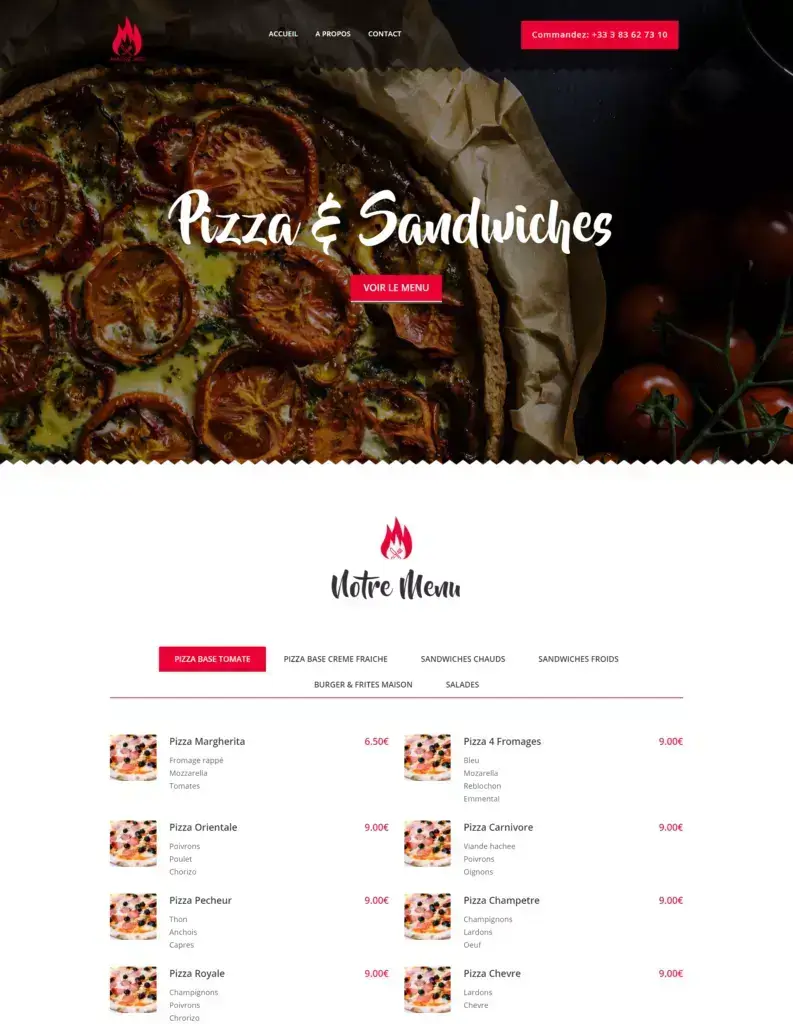 ACCUEIL A PROPOS CONTACT
Commandez: +33 3 83 62 73 10
Pizza & Sandwiches
VOIR LE MENU
Notre Menu
PIZZA BASE TOMATE PIZZA BASE CREME FRAICHE SANDWICHES CHAUDS SANDWICHES FROIDS
BURGER & FRITES MAISON SALADES
Pizza Margherita 6.50€
Fromage rappé
Mozzarella
Tomates
Pizza 4 Fromages 9.00€
Bleu
Mozarella
Reblochon
Emmental
Pizza Orientale 9.00€
Poivrons
Poulet
Chorizo
Pizza Carnivore 9.00€
Viande hachee
Poivrons
Oignons
Pizza Pecheur 9.00€
Thon
Anchois
Capres
Pizza Champetre 9.00€
Champignons
Lardons
Oeuf
Pizza Royale 9.00€
Champignons
Poivrons
Chrorizo
Pizza Chevre 9.00€
Lardons
Chevre